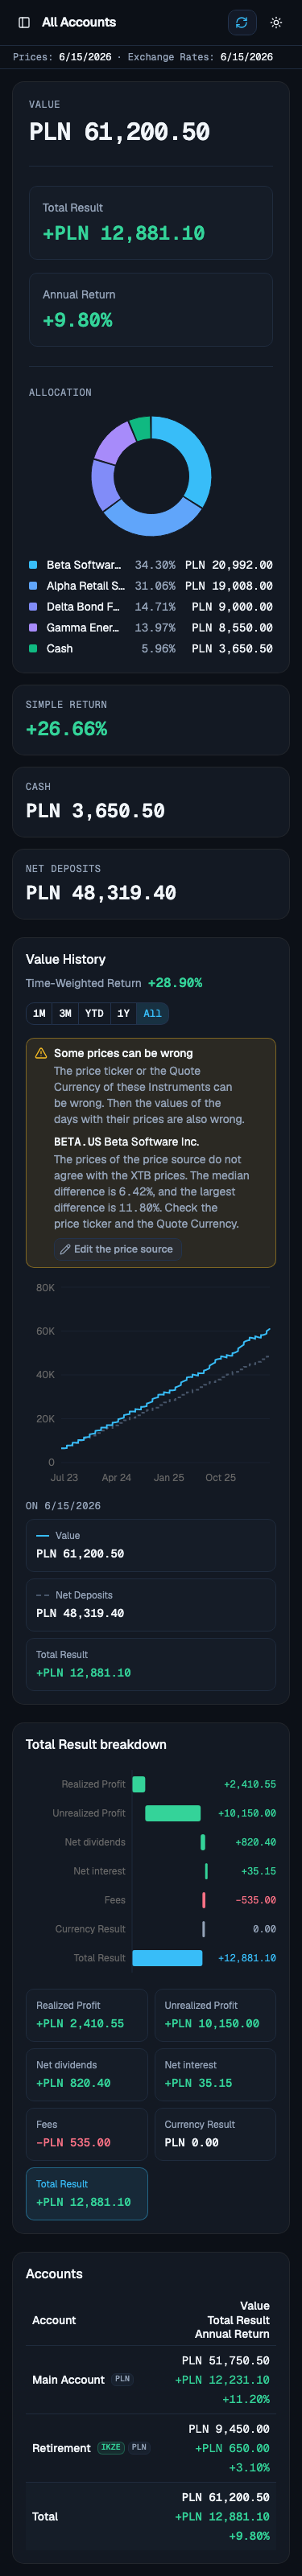 All Accounts
Prices: 6/15/2026 · Exchange Rates: 6/15/2026
VALUE
PLN 61,200.50
Total Result
+PLN 12,881.10
Annual Return
+9.80%
ALLOCATION
Beta Softwar… 34.30% PLN 20,992.00
Alpha Retail S… 31.06% PLN 19,008.00
Delta Bond F… 14.71% PLN 9,000.00
Gamma Ener… 13.97% PLN 8,550.00
Cash 5.96% PLN 3,650.50
SIMPLE RETURN
+26.66%
CASH
PLN 3,650.50
NET DEPOSITS
PLN 48,319.40
Value History
Time-Weighted Return +28.90%
1M 3M YTD 1Y All
Some prices can be wrong
The price ticker or the Quote
Currency of these Instruments can
be wrong. Then the values of the
days with their prices are also wrong.
BETA.US Beta Software Inc.
The prices of the price source do not
agree with the XTB prices. The median
difference is 6.42%, and the largest
difference is 11.80%. Check the
price ticker and the Quote Currency.
Edit the price source
80K
60K
40K
20K
0
Jul 23 Apr 24 Jan 25 Oct 25
ON 6/15/2026
Value
PLN 61,200.50
Net Deposits
PLN 48,319.40
Total Result
+PLN 12,881.10
Total Result breakdown
Realized Profit +2,410.55
Unrealized Profit +10,150.00
Net dividends +820.40
Net interest +35.15
Fees −535.00
Currency Result 0.00
Total Result +12,881.10
Realized Profit
+PLN 2,410.55
Unrealized Profit
+PLN 10,150.00
Net dividends
+PLN 820.40
Net interest
+PLN 35.15
Fees
−PLN 535.00
Currency Result
PLN 0.00
Total Result
+PLN 12,881.10
Accounts
Account
Value
Total Result
Annual Return
Main Account PLN
PLN 51,750.50
+PLN 12,231.10
+11.20%
Retirement IKZE PLN
PLN 9,450.00
+PLN 650.00
+3.10%
Total
PLN 61,200.50
+PLN 12,881.10
+9.80%